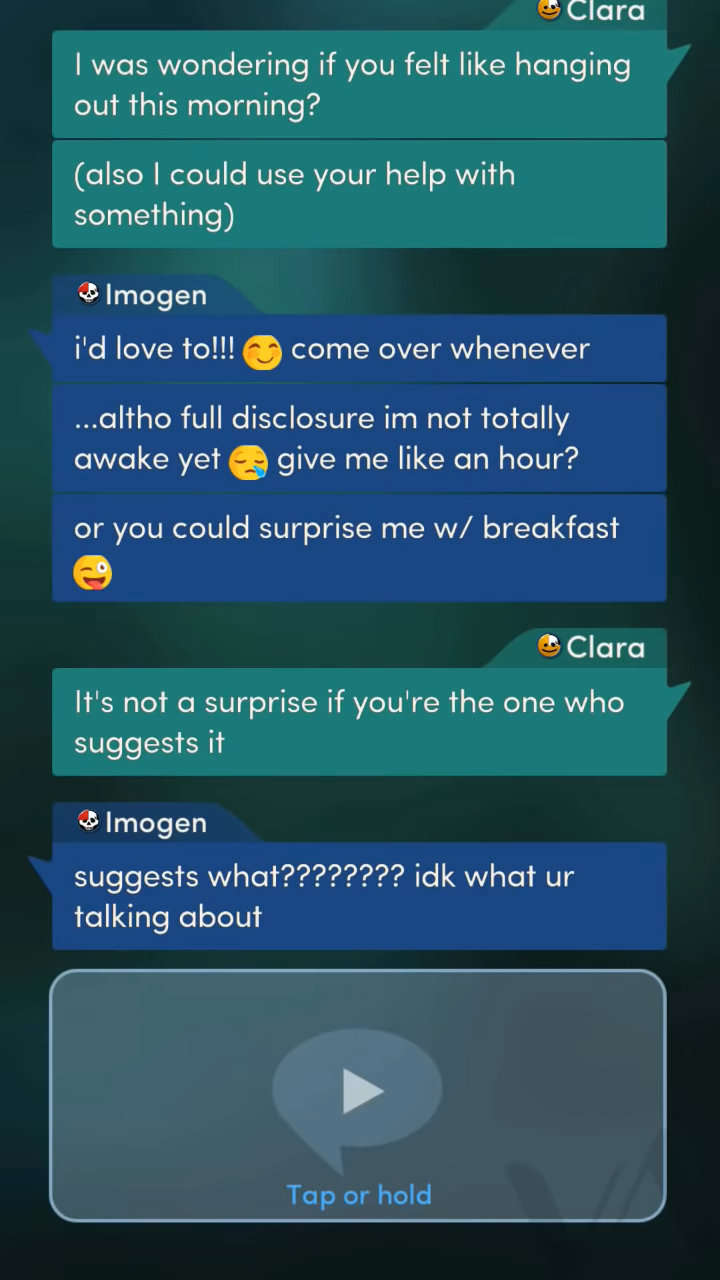 Clara
I was wondering if you felt like hanging
out this morning?
(also I could use your help with
something)
Imogen
i'd love to!!! 😊 come over whenever
...altho full disclosure im not totally
awake yet 😪 give me like an hour?
or you could surprise me w/ breakfast
😜
Clara
It's not a surprise if you're the one who
suggests it
Imogen
suggests what???????? idk what ur
talking about
Tap or hold